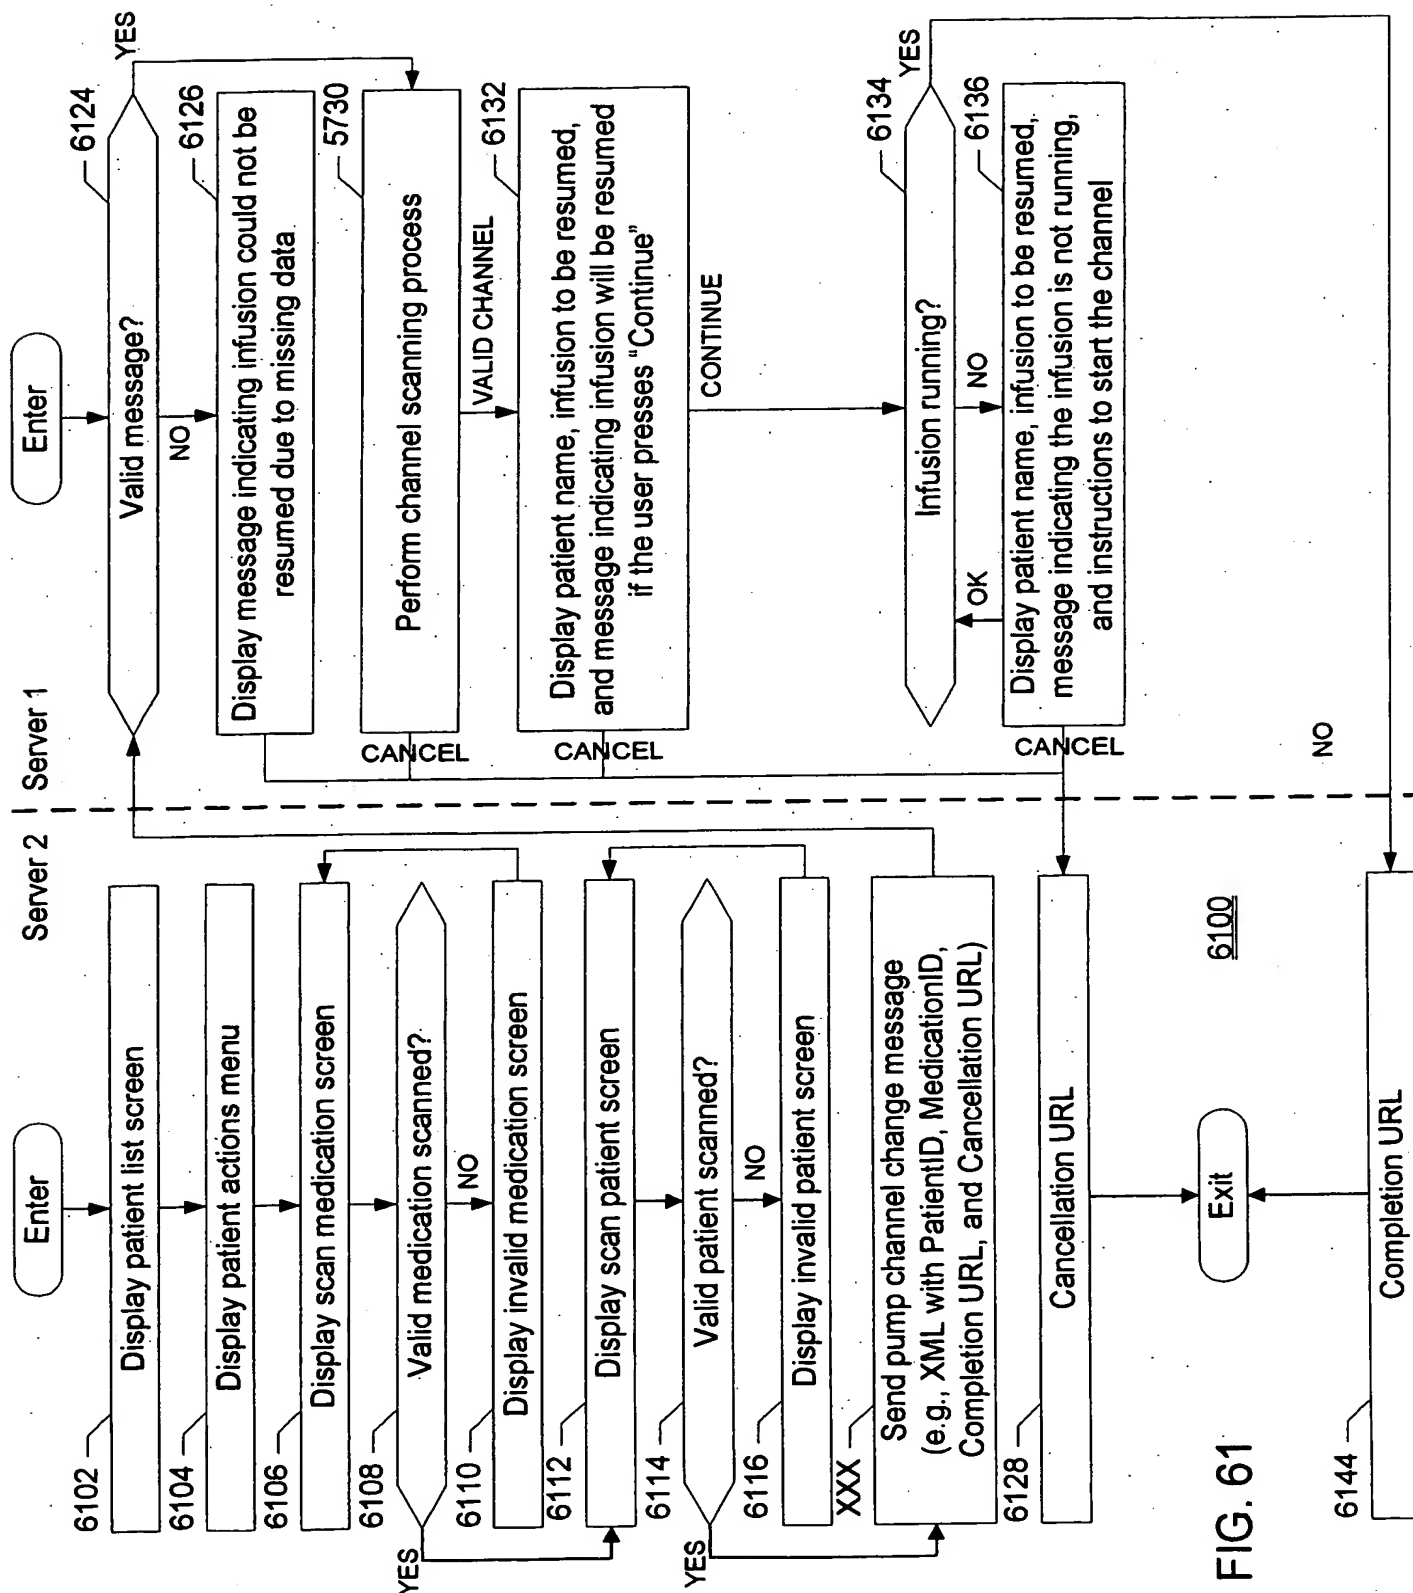 Server 2
Enter
6102
Display patient list screen
6104
Display patient actions menu
6106
Display scan medication screen
6108
Valid medication scanned?
YES
NO
6110
Display invalid medication screen
6112
Display scan patient screen
6114
Valid patient scanned?
YES
NO
6116
Display invalid patient screen
XXX
Send pump channel change message
(e.g., XML with PatientID, MedicationID,
Completion URL, and Cancellation URL)
6128
Cancellation URL
Exit
6100
6144
Completion URL
Server 1
Enter
6124
Valid message?
YES
NO
6126
Display message indicating infusion could not be
resumed due to missing data
5730
Perform channel scanning process
CANCEL
VALID CHANNEL
6132
Display patient name, infusion to be resumed,
and message indicating infusion will be resumed
if the user presses "Continue"
CANCEL
CONTINUE
6134
Infusion running?
YES
NO
OK
6136
Display patient name, infusion to be resumed,
message indicating the infusion is not running,
and instructions to start the channel
CANCEL
NO
FIG. 61